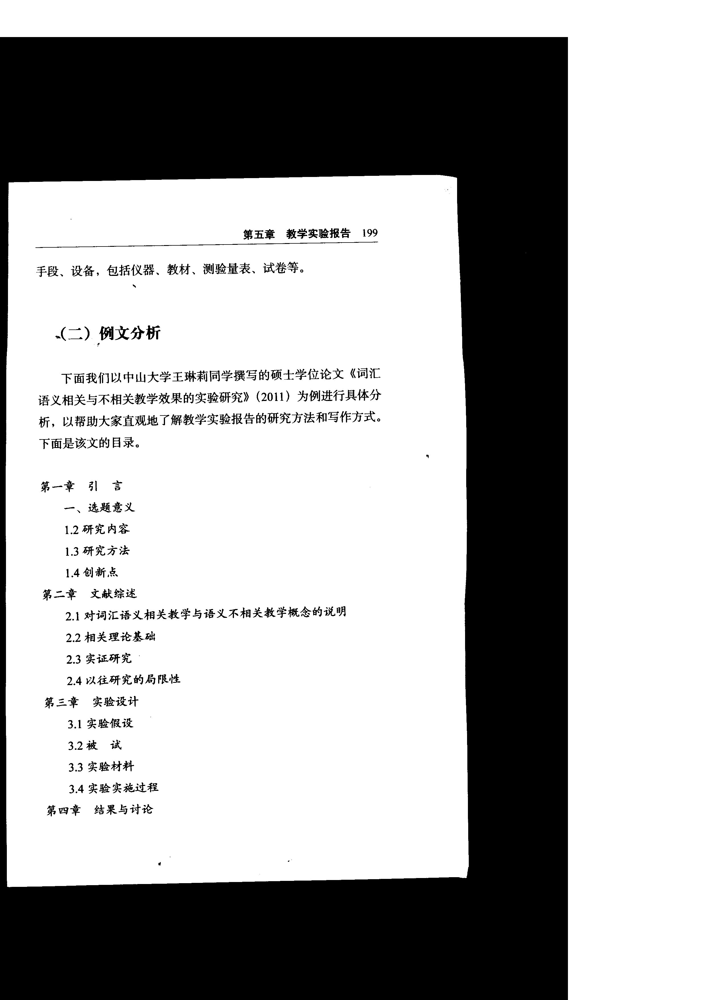 第五章　教学实验报告　199
手段、设备，包括仪器、教材、测验量表、试卷等。
（二）例文分析
下面我们以中山大学王琳莉同学撰写的硕士学位论文《词汇
语义相关与不相关教学效果的实验研究》（2011）为例进行具体分
析，以帮助大家直观地了解教学实验报告的研究方法和写作方式。
下面是该文的目录。
第一章　引　言
一、选题意义
1.2 研究内容
1.3 研究方法
1.4 创新点
第二章　文献综述
2.1 对词汇语义相关教学与语义不相关教学概念的说明
2.2 相关理论基础
2.3 实证研究
2.4 以往研究的局限性
第三章　实验设计
3.1 实验假设
3.2 被　试
3.3 实验材料
3.4 实验实施过程
第四章　结果与讨论